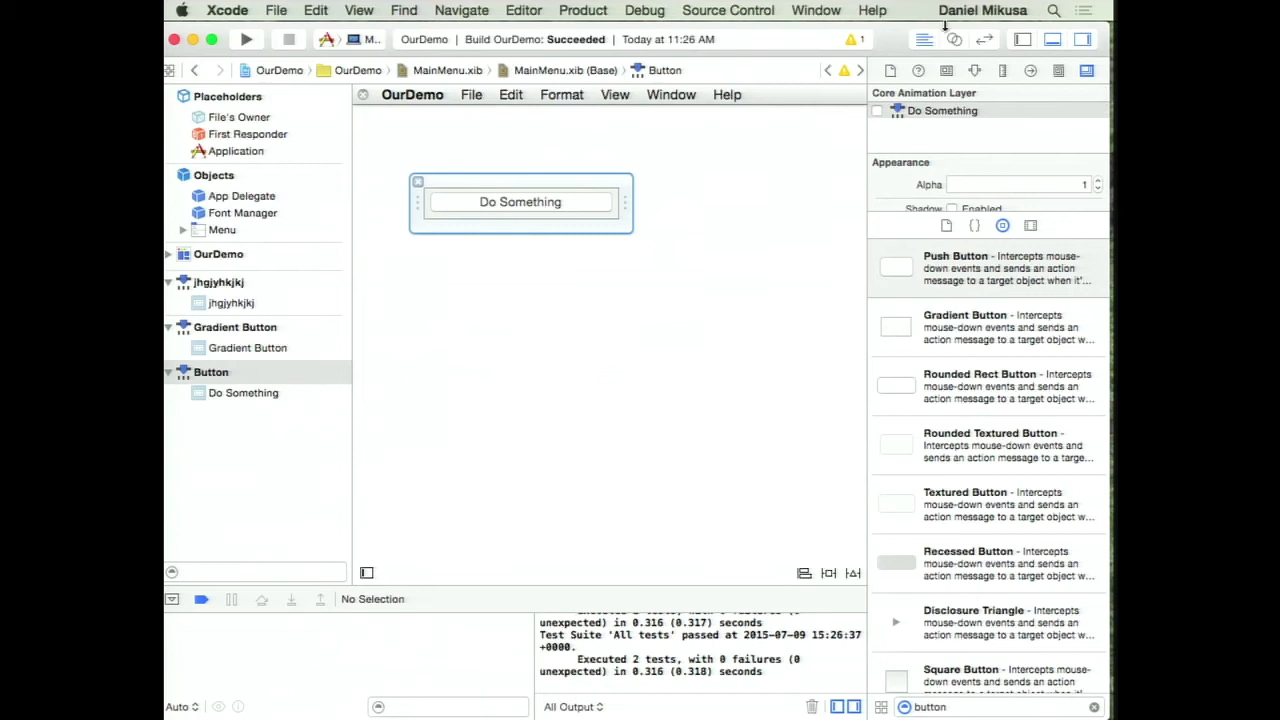 Xcode File Edit View Find Navigate Editor Product Debug Source Control Window Help Daniel Mikusa
M.. OurDemo | Build OurDemo: Succeeded | Today at 11:26 AM 1
OurDemo OurDemo MainMenu.xib MainMenu.xib (Base) Button
Placeholders
File's Owner
First Responder
Application
Objects
App Delegate
Font Manager
Menu
OurDemo
jhgjyhkjkj
jhgjyhkjkj
Gradient Button
Gradient Button
Button
Do Something
OurDemo File Edit Format View Window Help
Do Something
Core Animation Layer
Do Something
Appearance
Alpha 1
Shadow Enabled
Push Button - Intercepts mouse-
down events and sends an
action message to a target object when it'...
Gradient Button - Intercepts
mouse-down events and sends an
action message to a target object w...
Rounded Rect Button - Intercepts
mouse-down events and sends an
action message to a target object w...
Rounded Textured Button -
Intercepts mouse-down events and
sends an action message to a targe...
Textured Button - Intercepts
mouse-down events and sends an
action message to a target object w...
Recessed Button - Intercepts
mouse-down events and sends an
action message to a target object w...
Disclosure Triangle - Intercepts
mouse-down events and sends an
action message to a target object w...
Square Button - Intercepts mouse-
down events and sends an
button
No Selection
Executed 2 tests, with 0 failures (0
unexpected) in 0.316 (0.317) seconds
Test Suite 'All tests' passed at 2015-07-09 15:26:37
+0000.
Executed 2 tests, with 0 failures (0
unexpected) in 0.316 (0.318) seconds
Auto
All Output